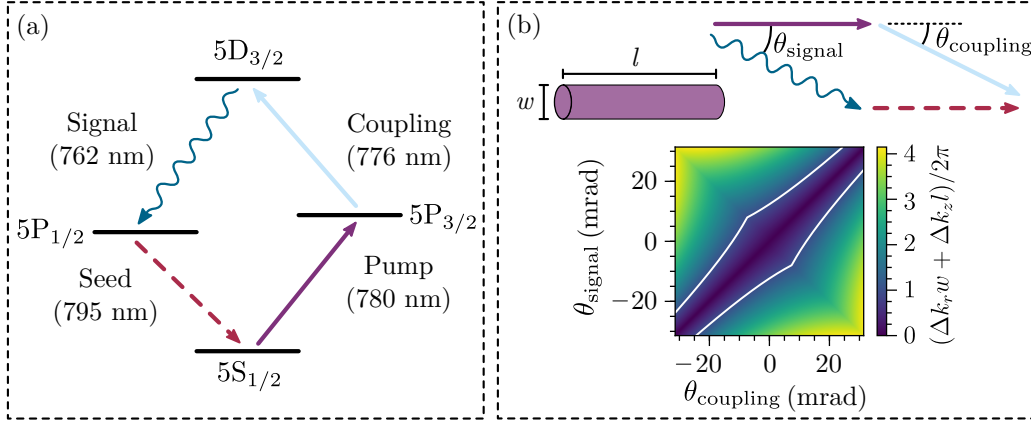 (a)
5D3/2
Signal
(762 nm)
Coupling
(776 nm)
5P1/2
5P3/2
Seed
(795 nm)
Pump
(780 nm)
5S1/2
(b)
θsignal
θcoupling
l
w
20
0
−20
θsignal (mrad)
−20 0 20
θcoupling (mrad)
4
3
2
1
0
(Δkrw + Δkzl)/2π